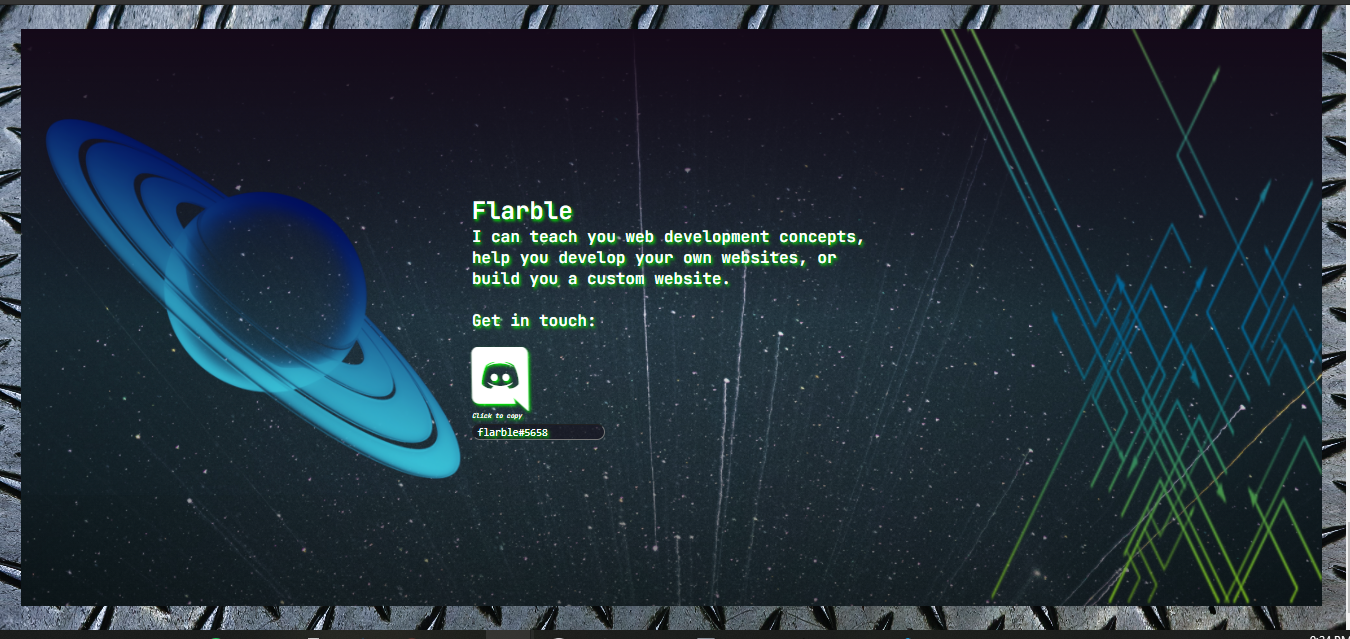 Flarble
I can teach you web development concepts,
help you develop your own websites, or
build you a custom website.
Get in touch:
Click to copy
flarble#5658